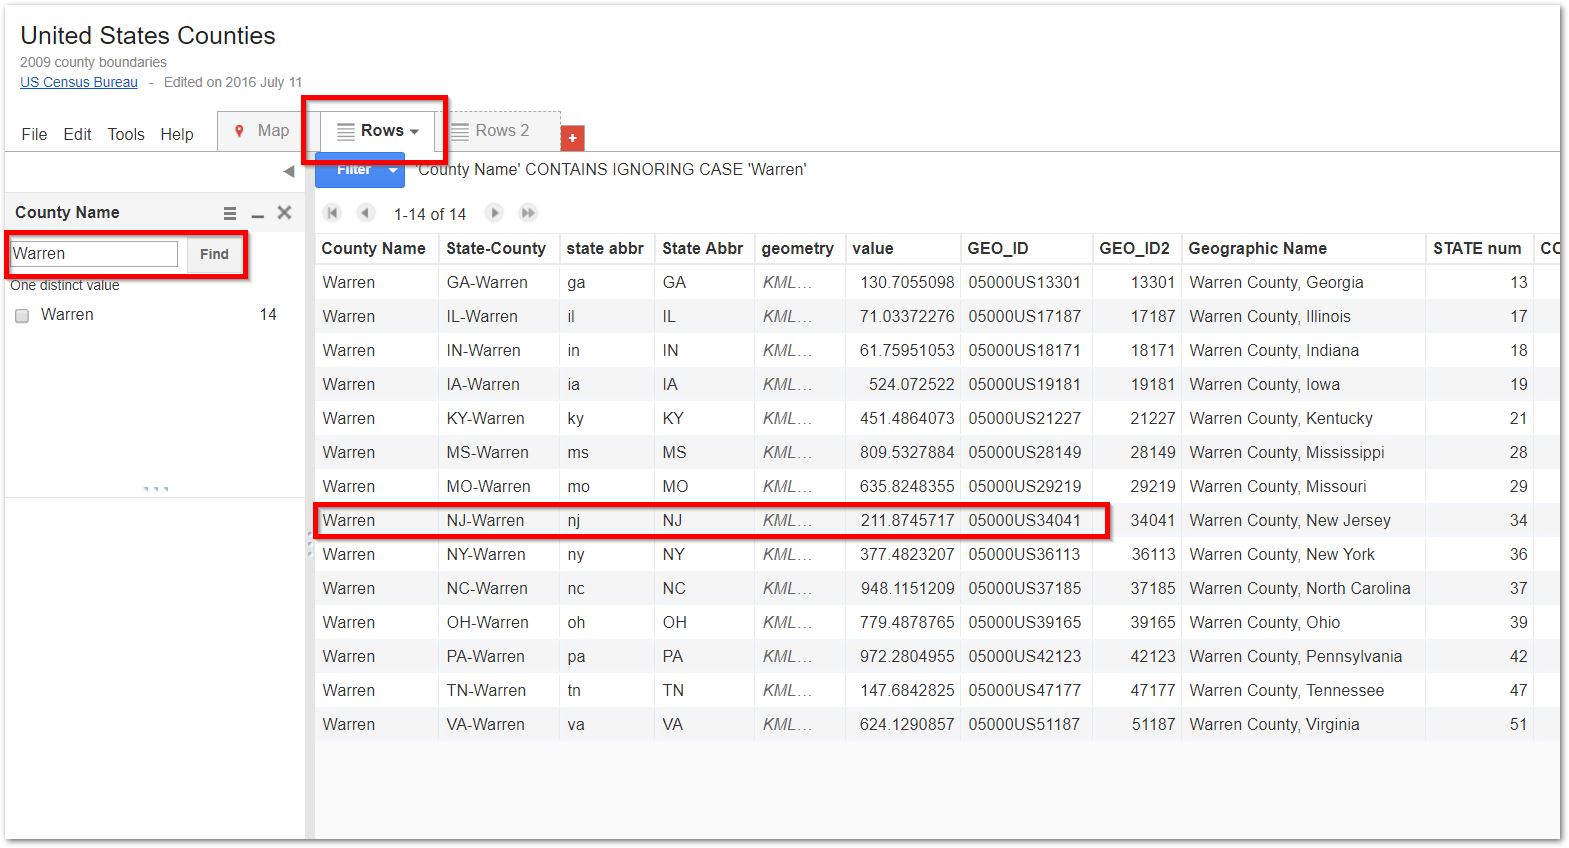 United States Counties
2009 county boundaries
US Census Bureau - Edited on 2016 July 11
File Edit Tools Help Map Rows Rows 2 +
Filter 'County Name' CONTAINS IGNORING CASE 'Warren'
County Name
Warren Find
One distinct value
Warren 14
1-14 of 14
County Name State-County state abbr State Abbr geometry value GEO_ID GEO_ID2 Geographic Name STATE num CO
Warren GA-Warren ga GA KML... 130.7055098 05000US13301 13301 Warren County, Georgia 13
Warren IL-Warren il IL KML... 71.03372276 05000US17187 17187 Warren County, Illinois 17
Warren IN-Warren in IN KML... 61.75951053 05000US18171 18171 Warren County, Indiana 18
Warren IA-Warren ia IA KML... 524.072522 05000US19181 19181 Warren County, Iowa 19
Warren KY-Warren ky KY KML... 451.4864073 05000US21227 21227 Warren County, Kentucky 21
Warren MS-Warren ms MS KML... 809.5327884 05000US28149 28149 Warren County, Mississippi 28
Warren MO-Warren mo MO KML... 635.8248355 05000US29219 29219 Warren County, Missouri 29
Warren NJ-Warren nj NJ KML... 211.8745717 05000US34041 34041 Warren County, New Jersey 34
Warren NY-Warren ny NY KML... 377.4823207 05000US36113 36113 Warren County, New York 36
Warren NC-Warren nc NC KML... 948.1151209 05000US37185 37185 Warren County, North Carolina 37
Warren OH-Warren oh OH KML... 779.4878765 05000US39165 39165 Warren County, Ohio 39
Warren PA-Warren pa PA KML... 972.2804955 05000US42123 42123 Warren County, Pennsylvania 42
Warren TN-Warren tn TN KML... 147.6842825 05000US47177 47177 Warren County, Tennessee 47
Warren VA-Warren va VA KML... 624.1290857 05000US51187 51187 Warren County, Virginia 51